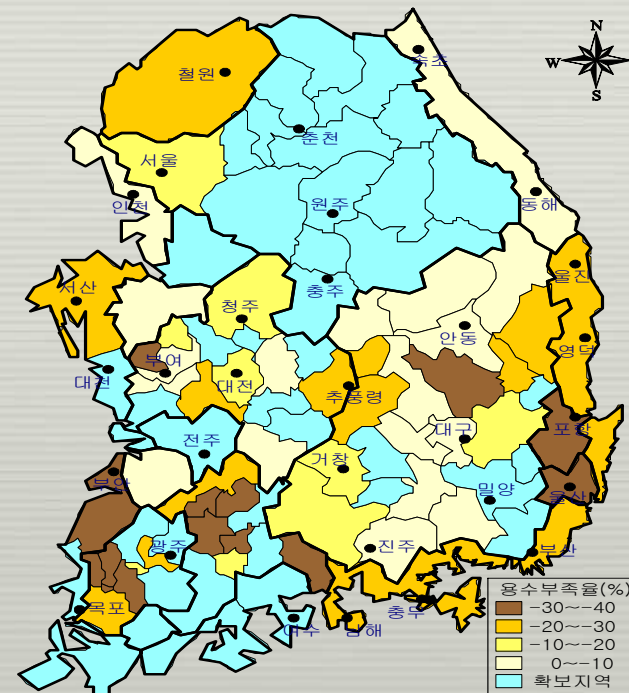 N
W
S
속초
철원
춘천
서울
인천
원주
동해
울진
서산
충주
청주
안동
영덕
부여
대천
대전
추풍령
포항
대구
전주
거창
부안
울산
밀양
광주
진주
부산
목포
여수
남해
충무
용수부족율(%)
-30~-40
-20~-30
-10~-20
0~-10
확보지역